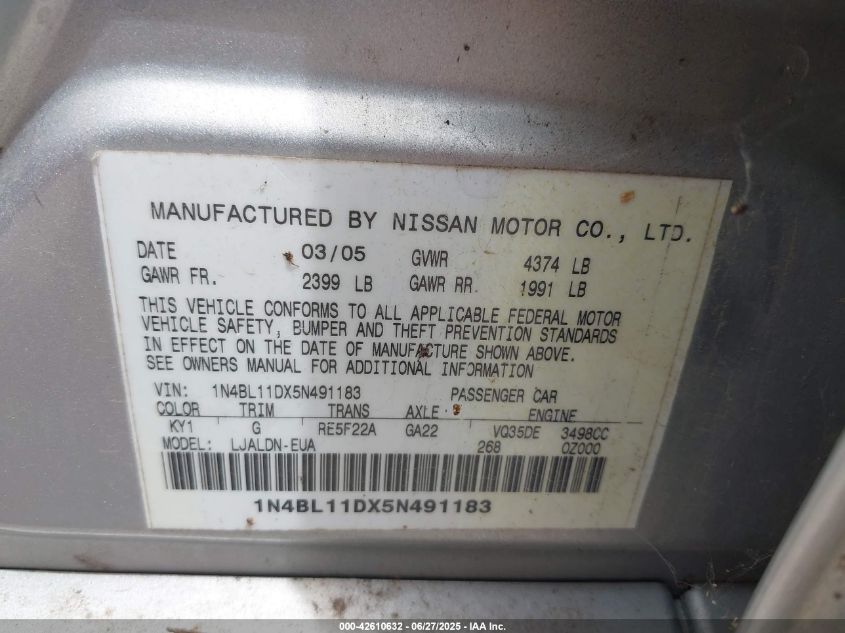 MANUFACTURED BY NISSAN MOTOR CO., LTD.
DATE 03/05 GVWR 4374 LB
GAWR FR. 2399 LB GAWR RR. 1991 LB
THIS VEHICLE CONFORMS TO ALL APPLICABLE FEDERAL MOTOR
VEHICLE SAFETY, BUMPER AND THEFT PREVENTION STANDARDS
IN EFFECT ON THE DATE OF MANUFACTURE SHOWN ABOVE.
SEE OWNERS MANUAL FOR ADDITIONAL INFORMATION
VIN: 1N4BL11DX5N491183 PASSENGER CAR
COLOR TRIM TRANS AXLE ENGINE
KY1 G RE5F22A GA22 VQ35DE 3498CC
MODEL: LJALDN-EUA 268 0Z000
1N4BL11DX5N491183
000-42610632 - 06/27/2025 - IAA Inc.